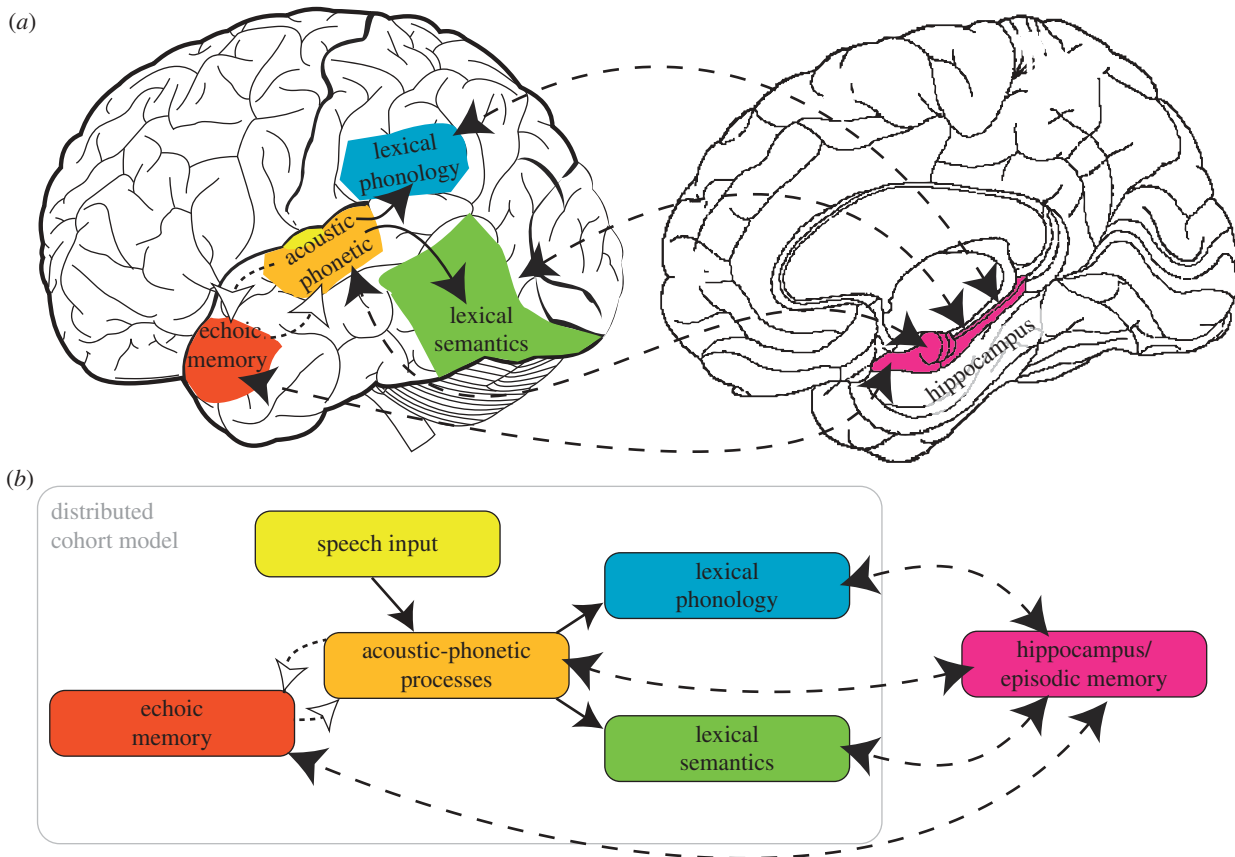 (a)
lexical
phonology
acoustic
phonetic
echoic
memory
lexical
semantics
hippocampus
(b)
distributed
cohort model
speech input
lexical
phonology
acoustic-phonetic
processes
hippocampus/
episodic memory
echoic
memory
lexical
semantics